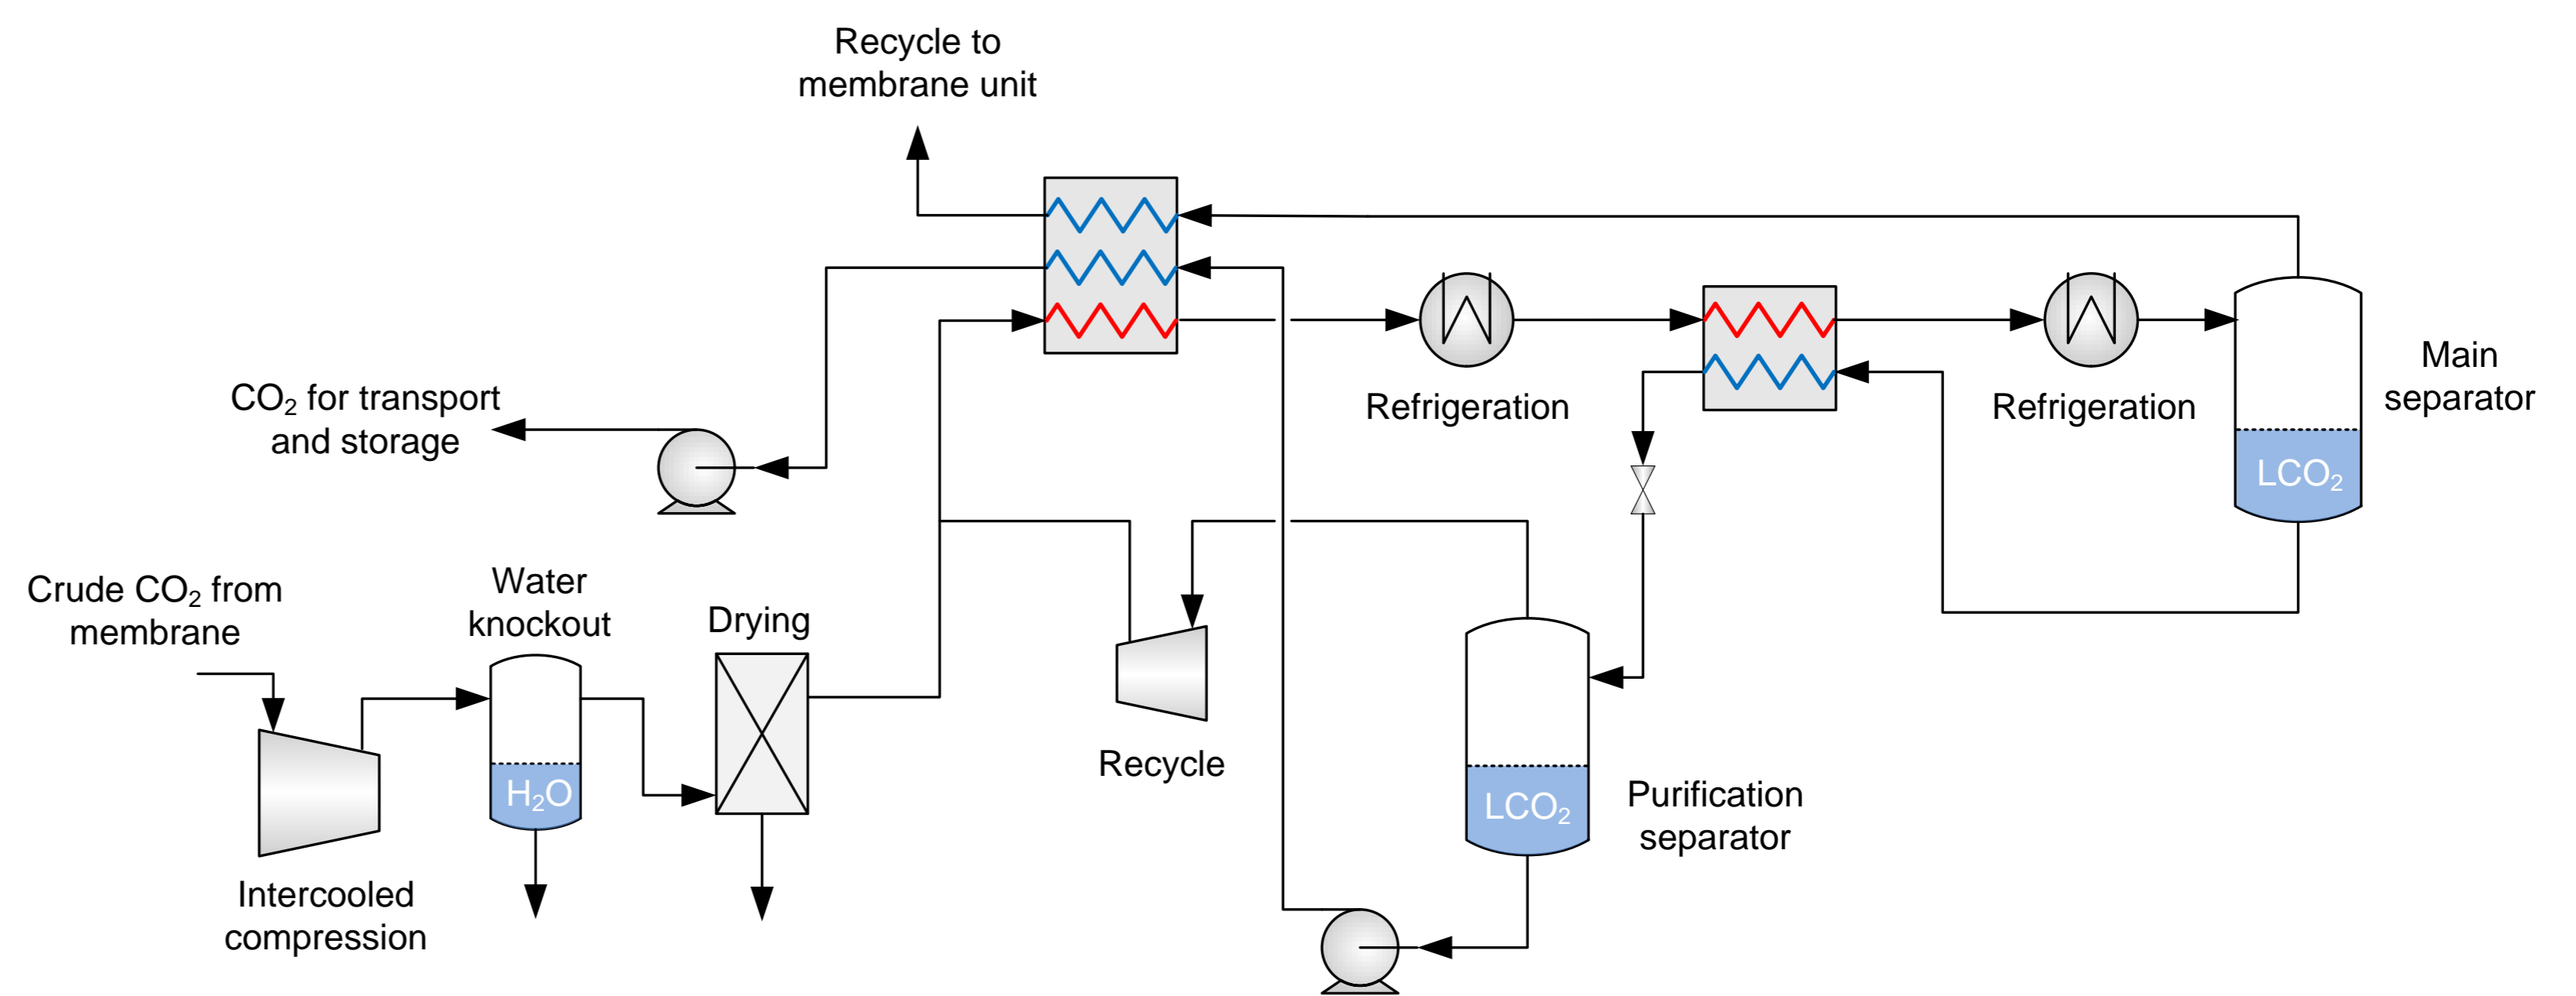 Recycle to
membrane unit
CO₂ for transport
and storage
Refrigeration
Refrigeration
Main
separator
LCO₂
Crude CO₂ from
membrane
Water
knockout
Drying
H₂O
Intercooled
compression
Recycle
LCO₂
Purification
separator